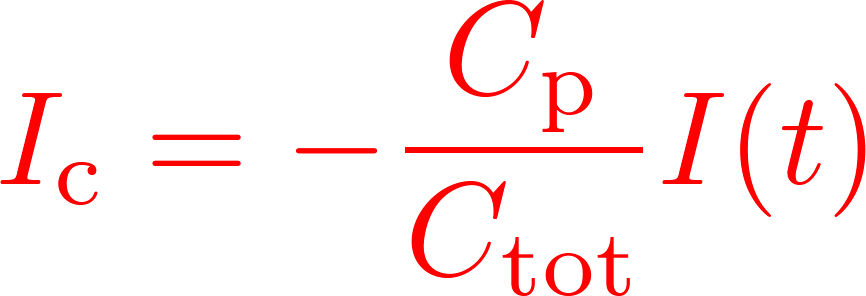 I_c = -\frac{C_p}{C_{tot}} I(t)